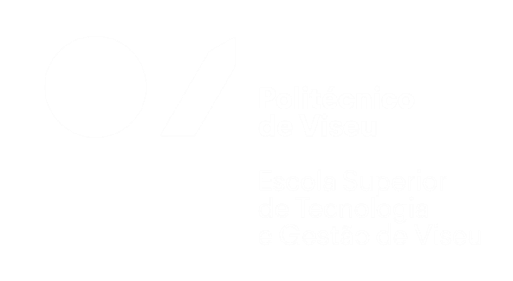 Politécnico
de Viseu
Escola Superior
de Tecnologia
e Gestão de Viseu